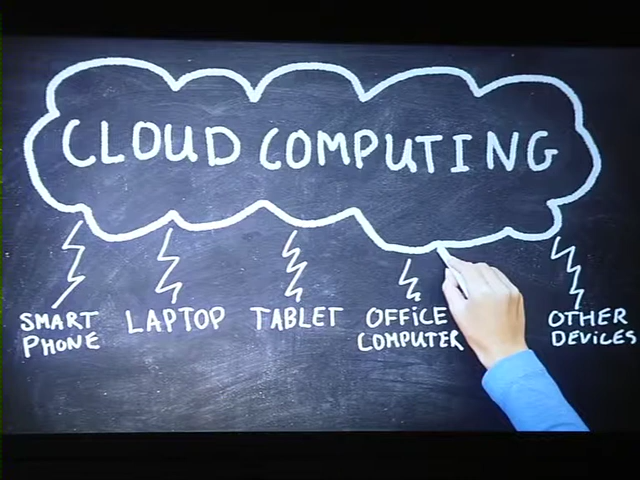 CLOUD COMPUTING
SMART PHONE
LAPTOP
TABLET
OFFICE COMPUTER
OTHER DEVICES